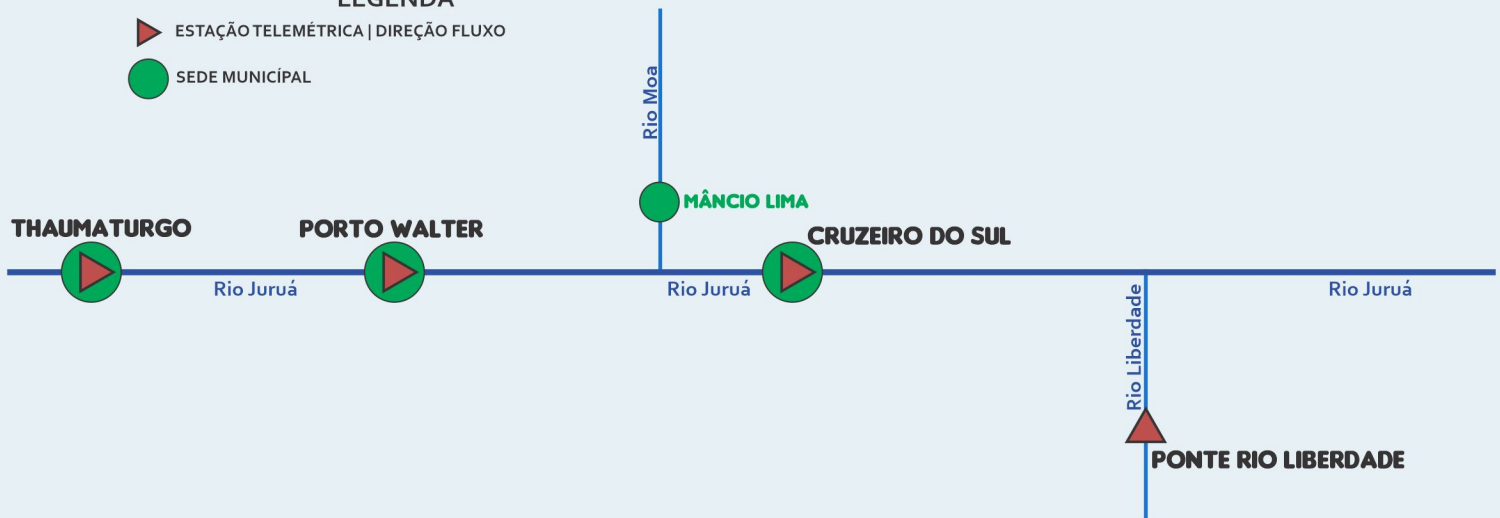 LEGENDA
ESTAÇÃO TELEMÉTRICA | DIREÇÃO FLUXO
SEDE MUNICÍPAL
Rio Moa
MÂNCIO LIMA
THAUMATURGO
PORTO WALTER
CRUZEIRO DO SUL
Rio Juruá
Rio Juruá
Rio Juruá
Rio Liberdade
PONTE RIO LIBERDADE